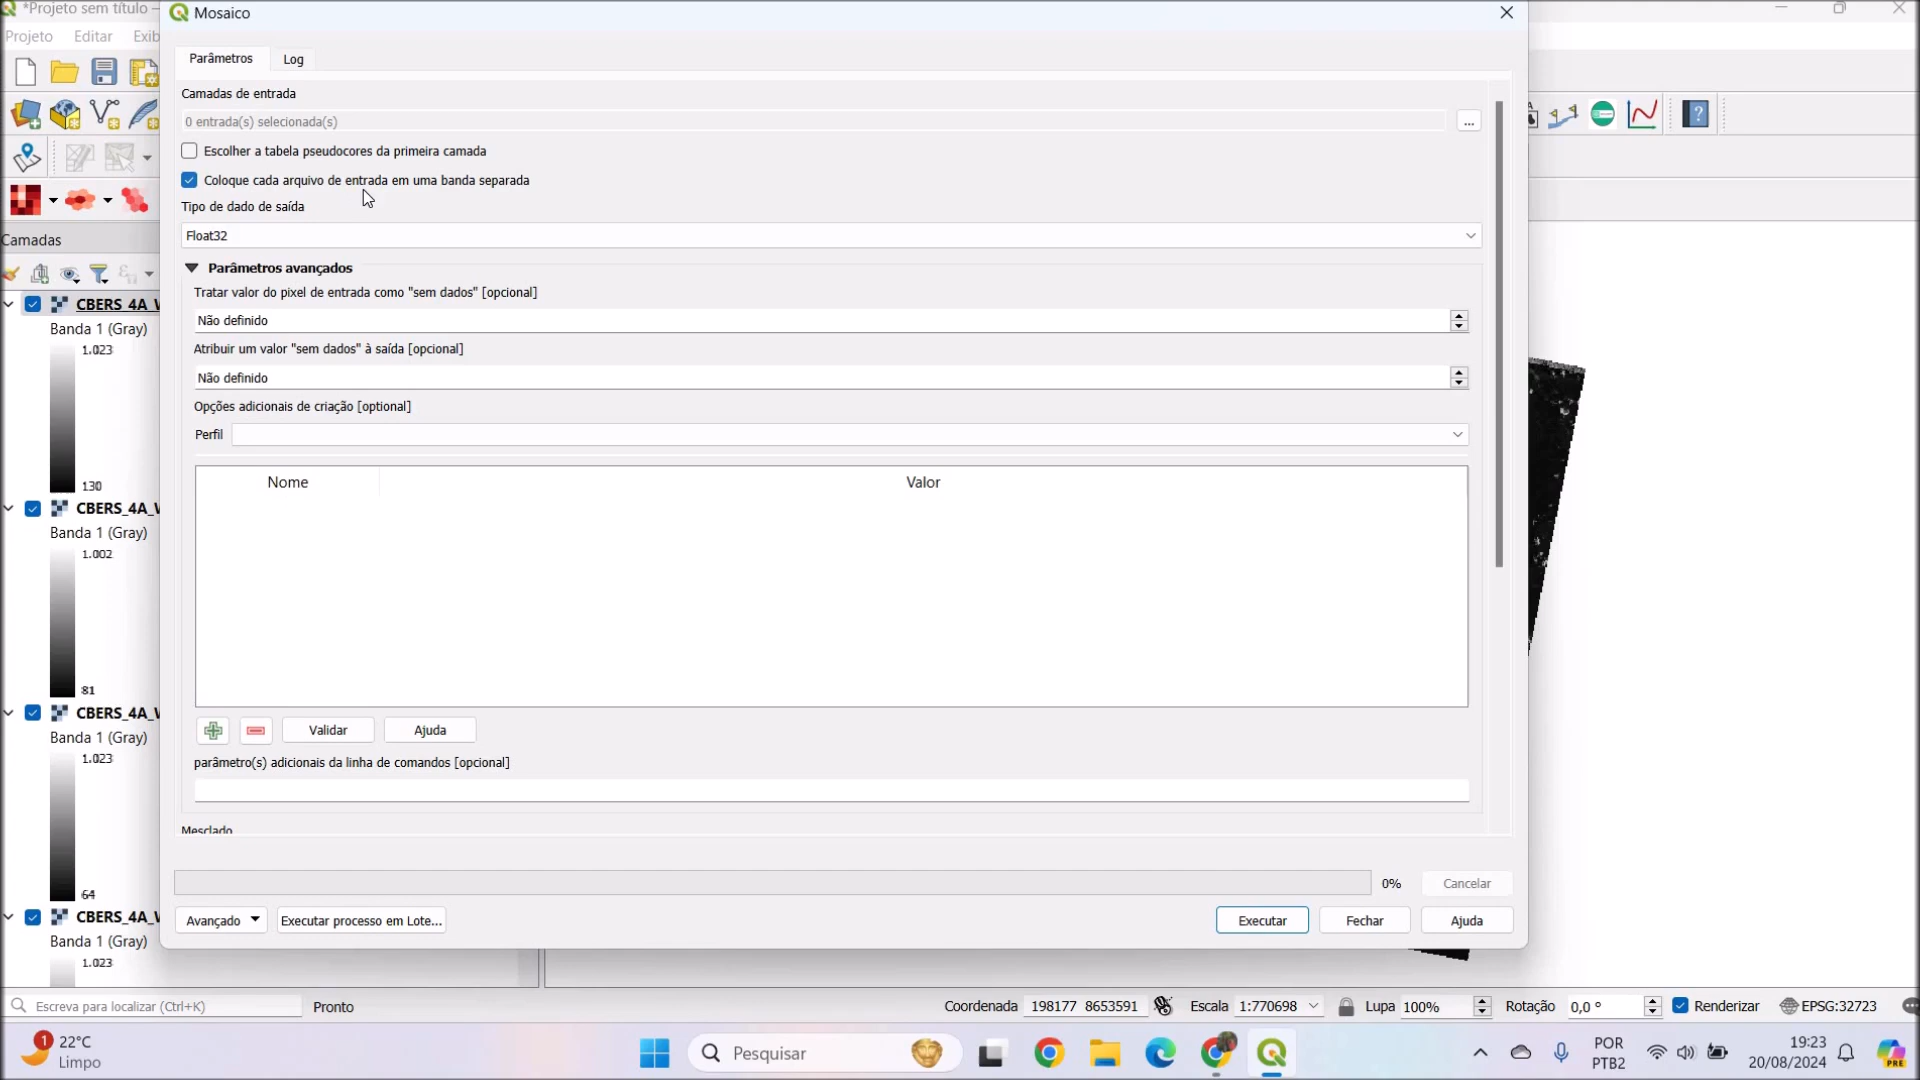 *Projeto sem título –
Mosaico
Projeto
Editar
Parâmetros
Log
Camadas de entrada
0 entrada(s) selecionada(s)
...
Escolher a tabela pseudocores da primeira camada
Coloque cada arquivo de entrada em uma banda separada
Tipo de dado de saída
Float32
Parâmetros avançados
Tratar valor do pixel de entrada como "sem dados" [opcional]
Não definido
Atribuir um valor "sem dados" à saída [opcional]
Não definido
Opções adicionais de criação [optional]
Perfil
Nome
Valor
Validar
Ajuda
parâmetro(s) adicionais da linha de comandos [opcional]
Mesclado
0%
Cancelar
Avançado
Executar processo em Lote...
Executar
Fechar
Ajuda
Camadas
CBERS_4A_
Banda 1 (Gray)
1.023
130
CBERS_4A_
Banda 1 (Gray)
1.002
81
CBERS_4A_
Banda 1 (Gray)
1.023
64
CBERS_4A_
Banda 1 (Gray)
1.023
Escreva para localizar (Ctrl+K)
Pronto
Coordenada
198177 8653591
Escala
1:770698
Lupa
100%
Rotação
0,0 °
Renderizar
EPSG:32723
1
22°C
Limpo
Pesquisar
POR
PTB2
19:23
20/08/2024
PRE